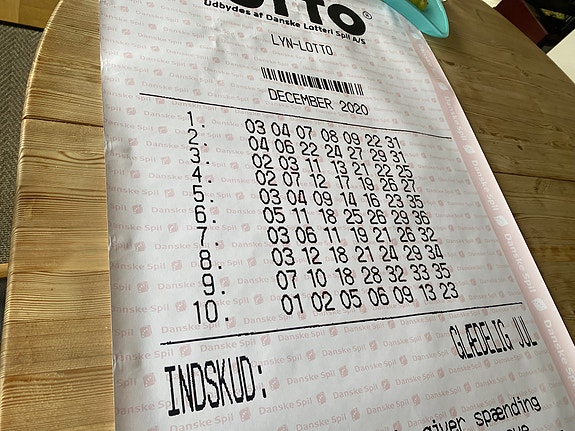 OTTO®
Udbydes af Danske Lotteri Spil A/S
LYN-LOTTO
DECEMBER 2020
1. 03 04 07 08 09 22 31
2. 04 06 22 24 27 29 31
3. 02 03 11 13 21 22 25
4. 02 07 12 17 19 26 27
5. 03 04 09 14 16 23 35
6. 05 11 18 25 26 29 36
7. 03 06 11 19 21 26 32
8. 03 12 18 21 24 29 34
9. 07 10 18 28 32 33 35
10. 01 02 05 06 09 13 23
GLÆDELIG JUL
INDSKUD:
giver spænding
Danske Spil